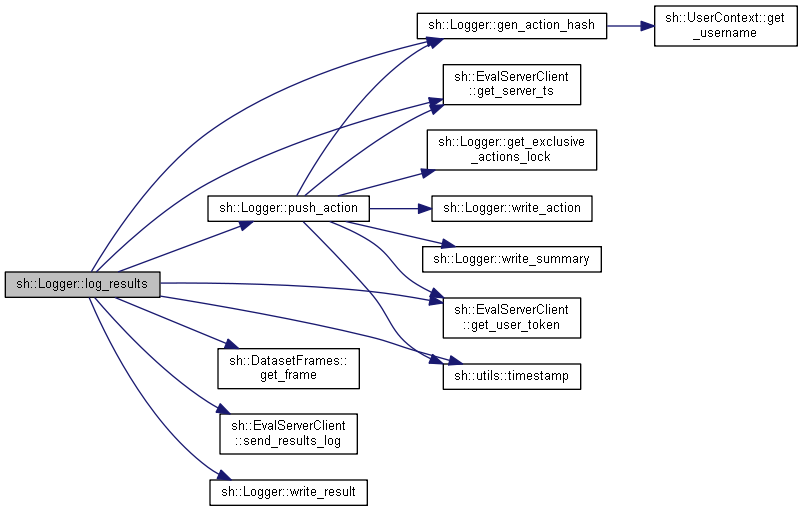 sh::Logger::gen_action_hash
sh::UserContext::get
_username
sh::EvalServerClient
::get_server_ts
sh::Logger::get_exclusive
_actions_lock
sh::Logger::push_action
sh::Logger::write_action
sh::Logger::write_summary
sh::Logger::log_results
sh::EvalServerClient
::get_user_token
sh::DatasetFrames::
get_frame
sh::utils::timestamp
sh::EvalServerClient
::send_results_log
sh::Logger::write_result